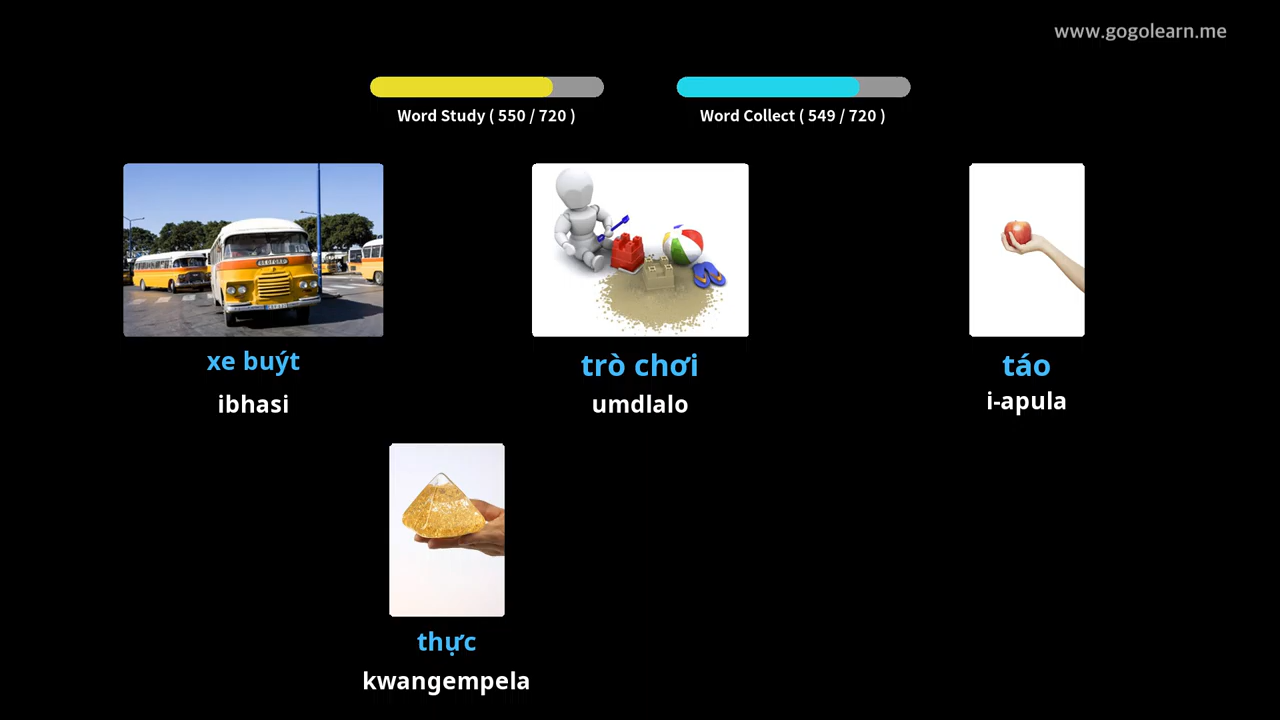 www.gogolearn.me
Word Study ( 550 / 720 )
Word Collect ( 549 / 720 )
BEDFORD
xe buýt
trò chơi
táo
ibhasi
umdlalo
i-apula
thực
kwangempela